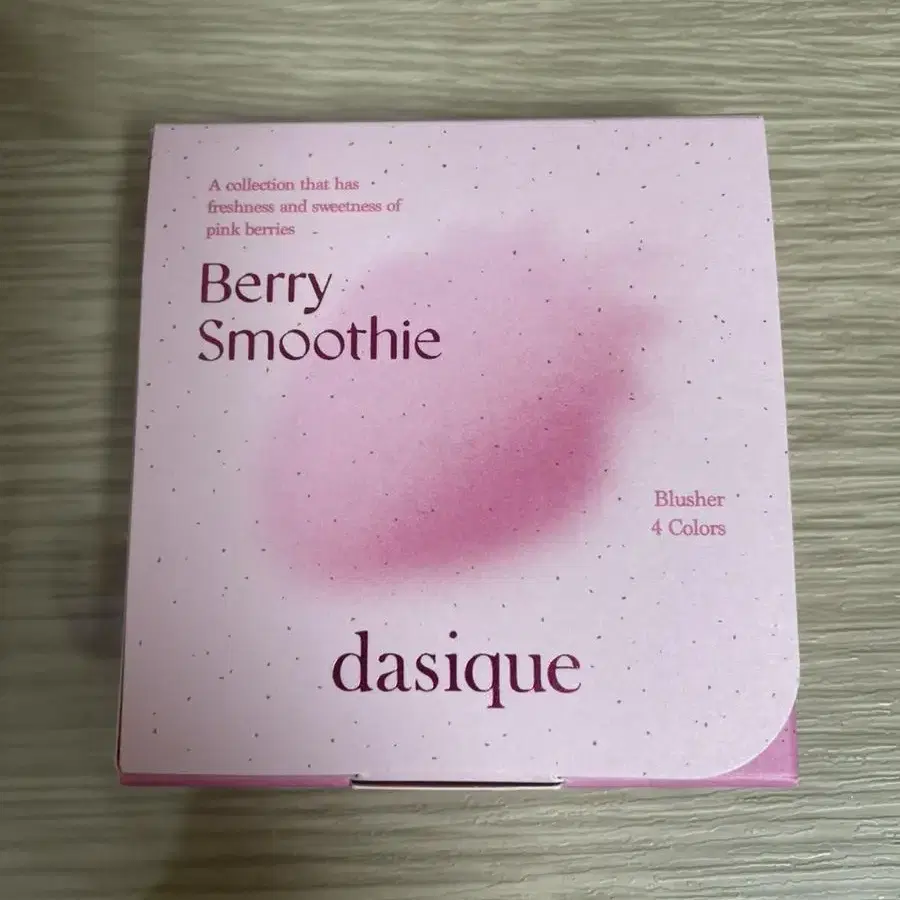 A collection that has
freshness and sweetness of
pink berries
Berry
Smoothie
Blusher
4 Colors
dasique